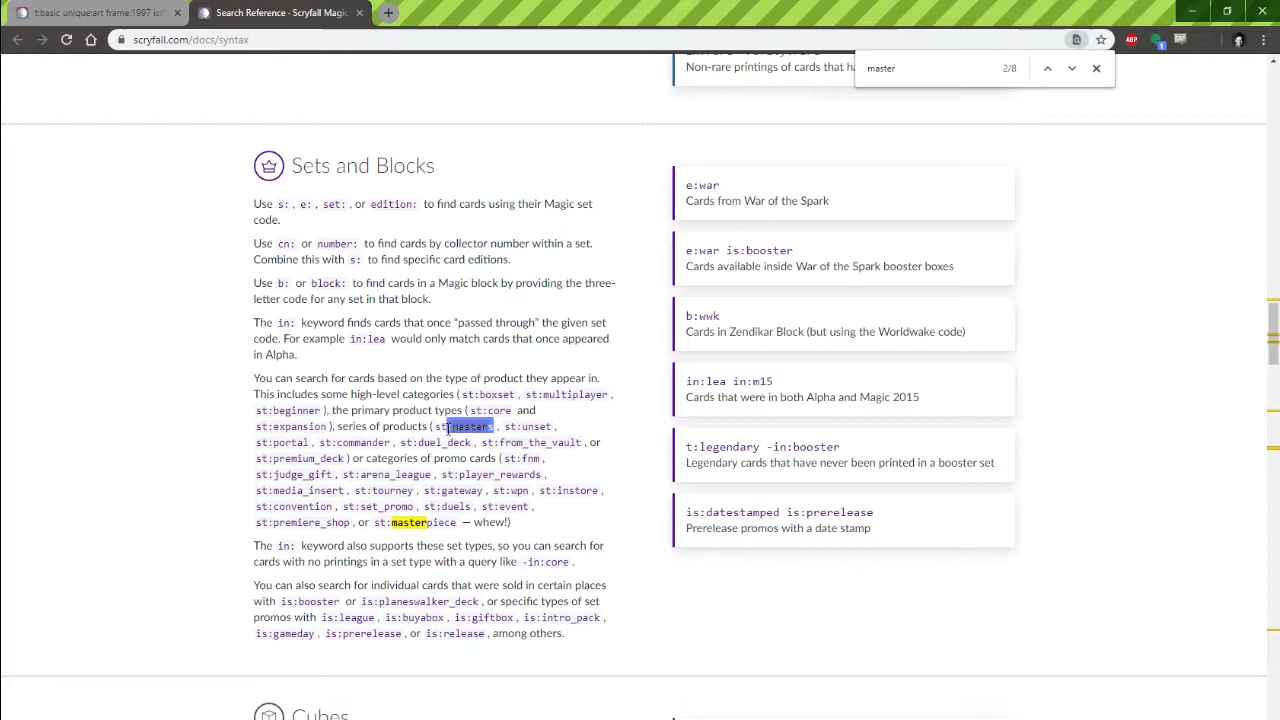 t:basic unique:art frame:1997 is:f
Search Reference · Scryfall Magic
scryfall.com/docs/syntax
ABP
1
master
2/8
Non-rare printings of cards that ha
Sets and Blocks
Use s:, e:, set:, or edition: to find cards using their Magic set
code.
Use cn: or number: to find cards by collector number within a set.
Combine this with s: to find specific card editions.
Use b: or block: to find cards in a Magic block by providing the three-
letter code for any set in that block.
The in: keyword finds cards that once “passed through” the given set
code. For example in:lea would only match cards that once appeared
in Alpha.
You can search for cards based on the type of product they appear in.
This includes some high-level categories (st:boxset, st:multiplayer,
st:beginner), the primary product types (st:core and
st:expansion), series of products (st:masters, st:unset,
st:portal, st:commander, st:duel_deck, st:from_the_vault, or
st:premium_deck) or categories of promo cards (st:fnm,
st:judge_gift, st:arena_league, st:player_rewards,
st:media_insert, st:tourney, st:gateway, st:wpn, st:instore,
st:convention, st:set_promo, st:duels, st:event,
st:premiere_shop, or st:masterpiece — whew!)
The in: keyword also supports these set types, so you can search for
cards with no printings in a set type with a query like -in:core.
You can also search for individual cards that were sold in certain places
with is:booster or is:planeswalker_deck, or specific types of set
promos with is:league, is:buyabox, is:giftbox, is:intro_pack,
is:gameday, is:prerelease, or is:release, among others.
e:war
Cards from War of the Spark
e:war is:booster
Cards available inside War of the Spark booster boxes
b:wwk
Cards in Zendikar Block (but using the Worldwake code)
in:lea in:m15
Cards that were in both Alpha and Magic 2015
t:legendary -in:booster
Legendary cards that have never been printed in a booster set
is:datestamped is:prerelease
Prerelease promos with a date stamp
Cubes